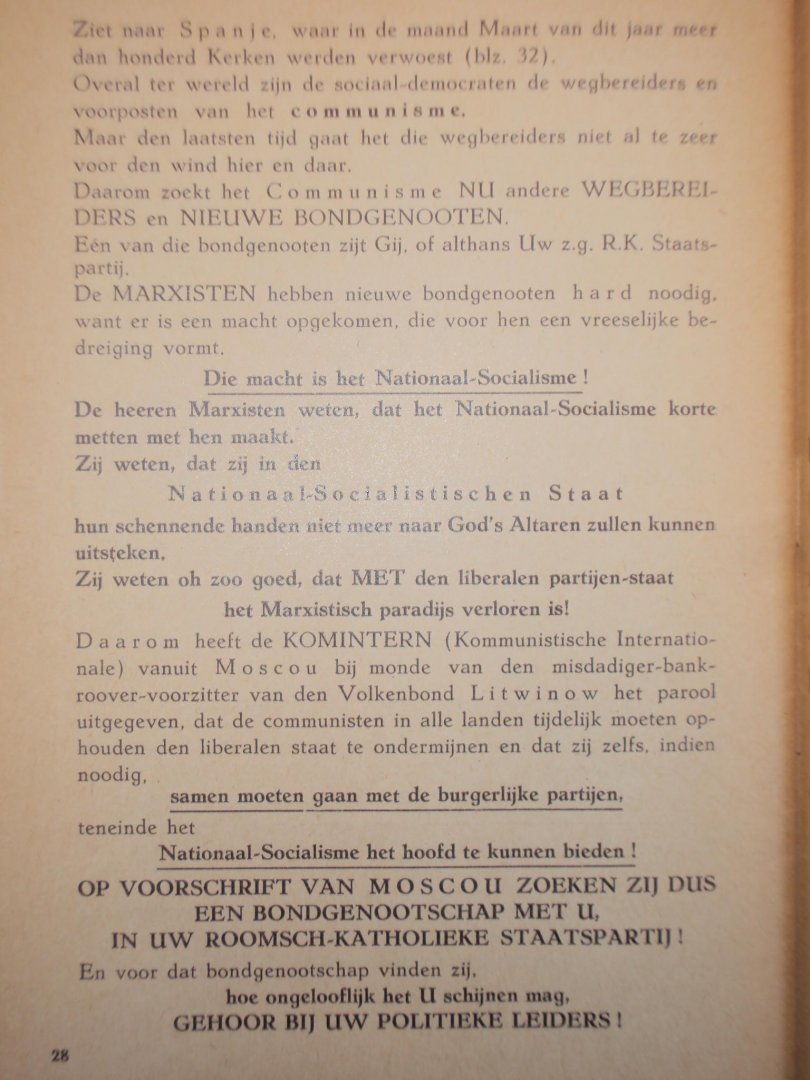 Ziet naar Spanje, waar in de maand Maart van dit jaar meer
dan honderd Kerken werden verwoest (blz. 32).
Overal ter wereld zijn de sociaal-democraten de wegbereiders en
voorposten van het communisme.
Maar den laatsten tijd gaat het die wegbereiders niet al te zeer
voor den wind hier en daar.
Daarom zoekt het Communisme NU andere WEGBEREI-
DERS en NIEUWE BONDGENOOTEN.
Eén van die bondgenooten zijt Gij, of althans Uw z.g. R.K. Staats-
partij.
De MARXISTEN hebben nieuwe bondgenooten hard noodig,
want er is een macht opgekomen, die voor hen een vreeselijke be-
dreiging vormt.
Die macht is het Nationaal-Socialisme!
De heeren Marxisten weten, dat het Nationaal-Socialisme korte
metten met hen maakt.
Zij weten, dat zij in den
Nationaal-Socialistischen Staat
hun schennende handen niet meer naar God's Altaren zullen kunnen
uitsteken.
Zij weten oh zoo goed, dat MET den liberalen partijen-staat
het Marxistisch paradijs verloren is!
Daarom heeft de KOMINTERN (Kommunistische Internatio-
nale) vanuit Moscou bij monde van den misdadiger-bank-
roover-voorzitter van den Volkenbond Litwinow het parool
uitgegeven, dat de communisten in alle landen tijdelijk moeten op-
houden den liberalen staat te ondermijnen en dat zij zelfs, indien
noodig,
samen moeten gaan met de burgerlijke partijen,
teneinde het
Nationaal-Socialisme het hoofd te kunnen bieden!
OP VOORSCHRIFT VAN MOSCOU ZOEKEN ZIJ DUS
EEN BONDGENOOTSCHAP MET U,
IN UW ROOMSCH-KATHOLIEKE STAATSPARTIJ!
En voor dat bondgenootschap vinden zij,
hoe ongelooflijk het U schijnen mag,
GEHOOR BIJ UW POLITIEKE LEIDERS!
28